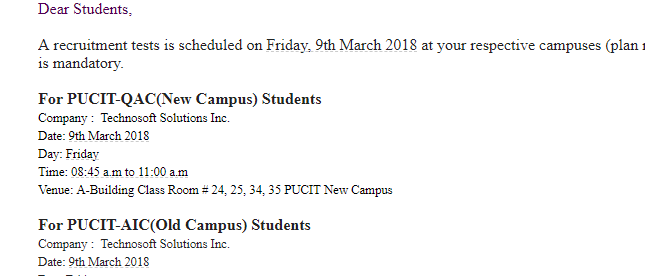 Dear Students,
A recruitment tests is scheduled on Friday, 9th March 2018 at your respective campuses (plan
is mandatory.
For PUCIT-QAC(New Campus) Students
Company : Technosoft Solutions Inc.
Date: 9th March 2018
Day: Friday
Time: 08:45 a.m to 11:00 a.m
Venue: A-Building Class Room # 24, 25, 34, 35 PUCIT New Campus
For PUCIT-AIC(Old Campus) Students
Company : Technosoft Solutions Inc.
Date: 9th March 2018